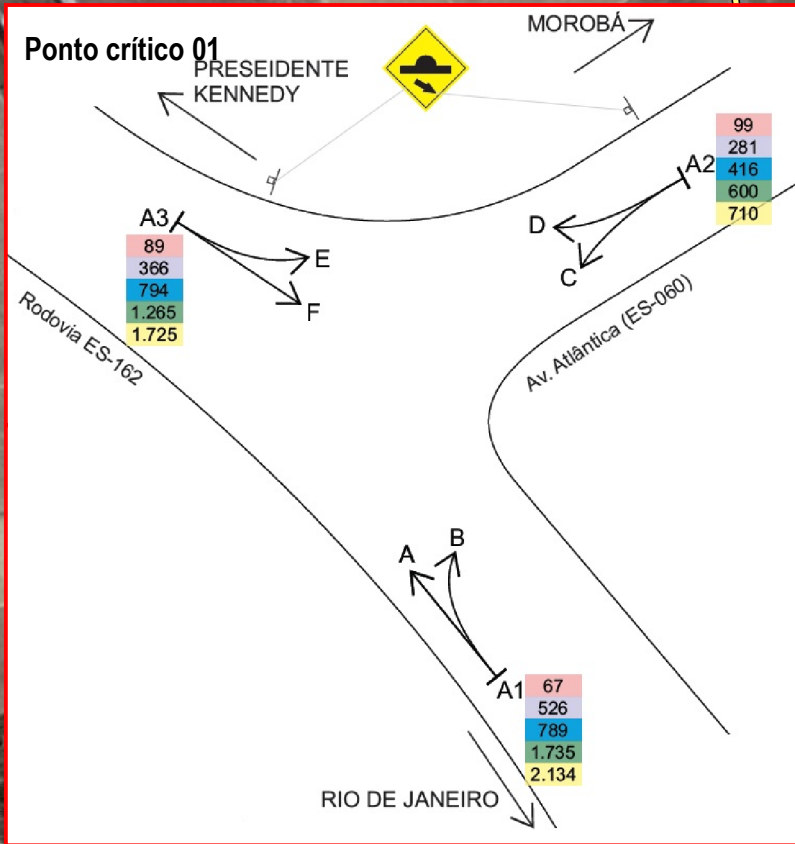 Ponto crítico 01
MOROBÁ
PRESEIDENTE
KENNEDY
99
281
416
600
710
A2
A3
89
366
794
1.265
1.725
D
C
E
F
Rodovia ES-162
Av. Atlântica (ES-060)
A
B
A1
67
526
789
1.735
2.134
RIO DE JANEIRO